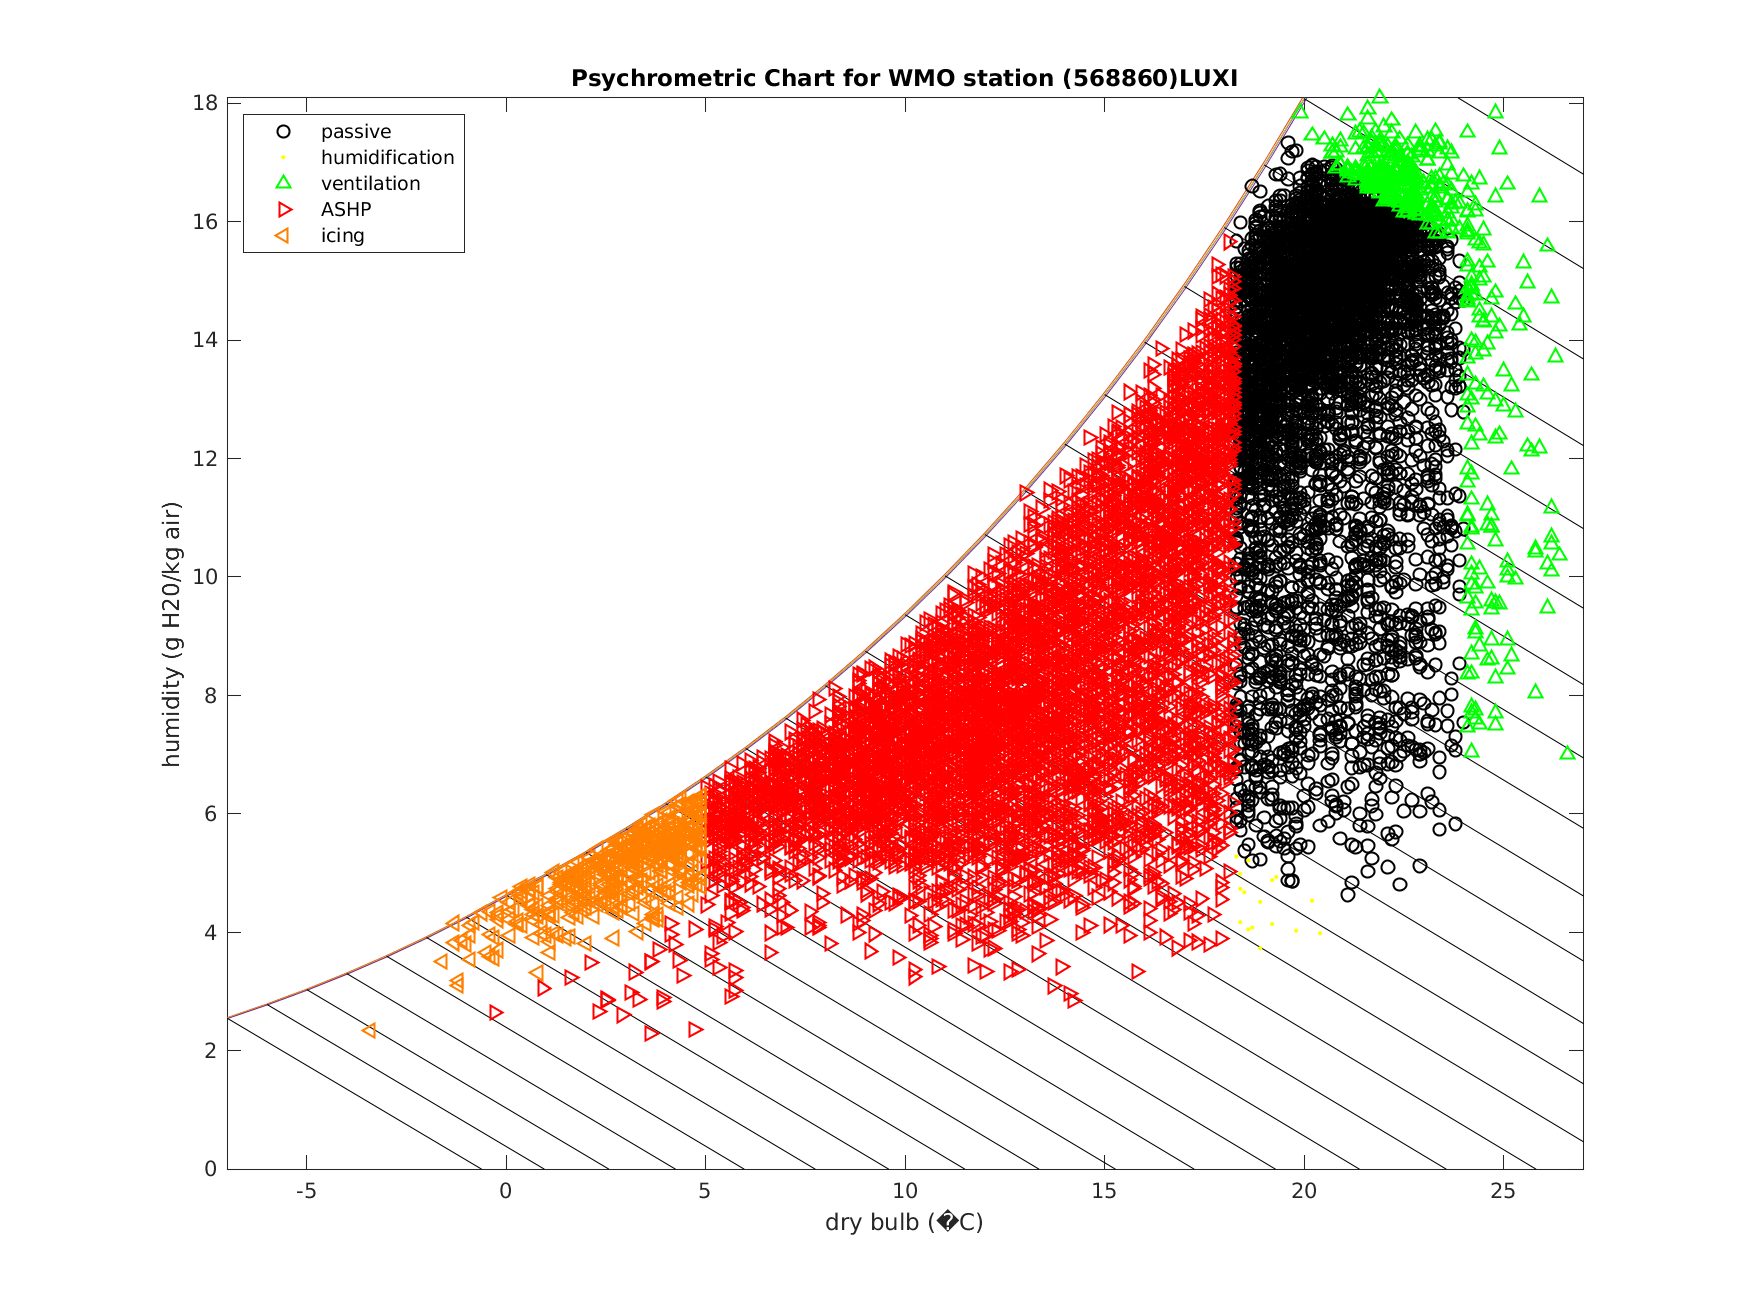 Psychrometric Chart for WMO station (568860)LUXI
passive
humidification
ventilation
ASHP
icing
18
16
14
12
10
8
6
4
2
0
humidity (g H20/kg air)
-5 0 5 10 15 20 25
dry bulb (�C)